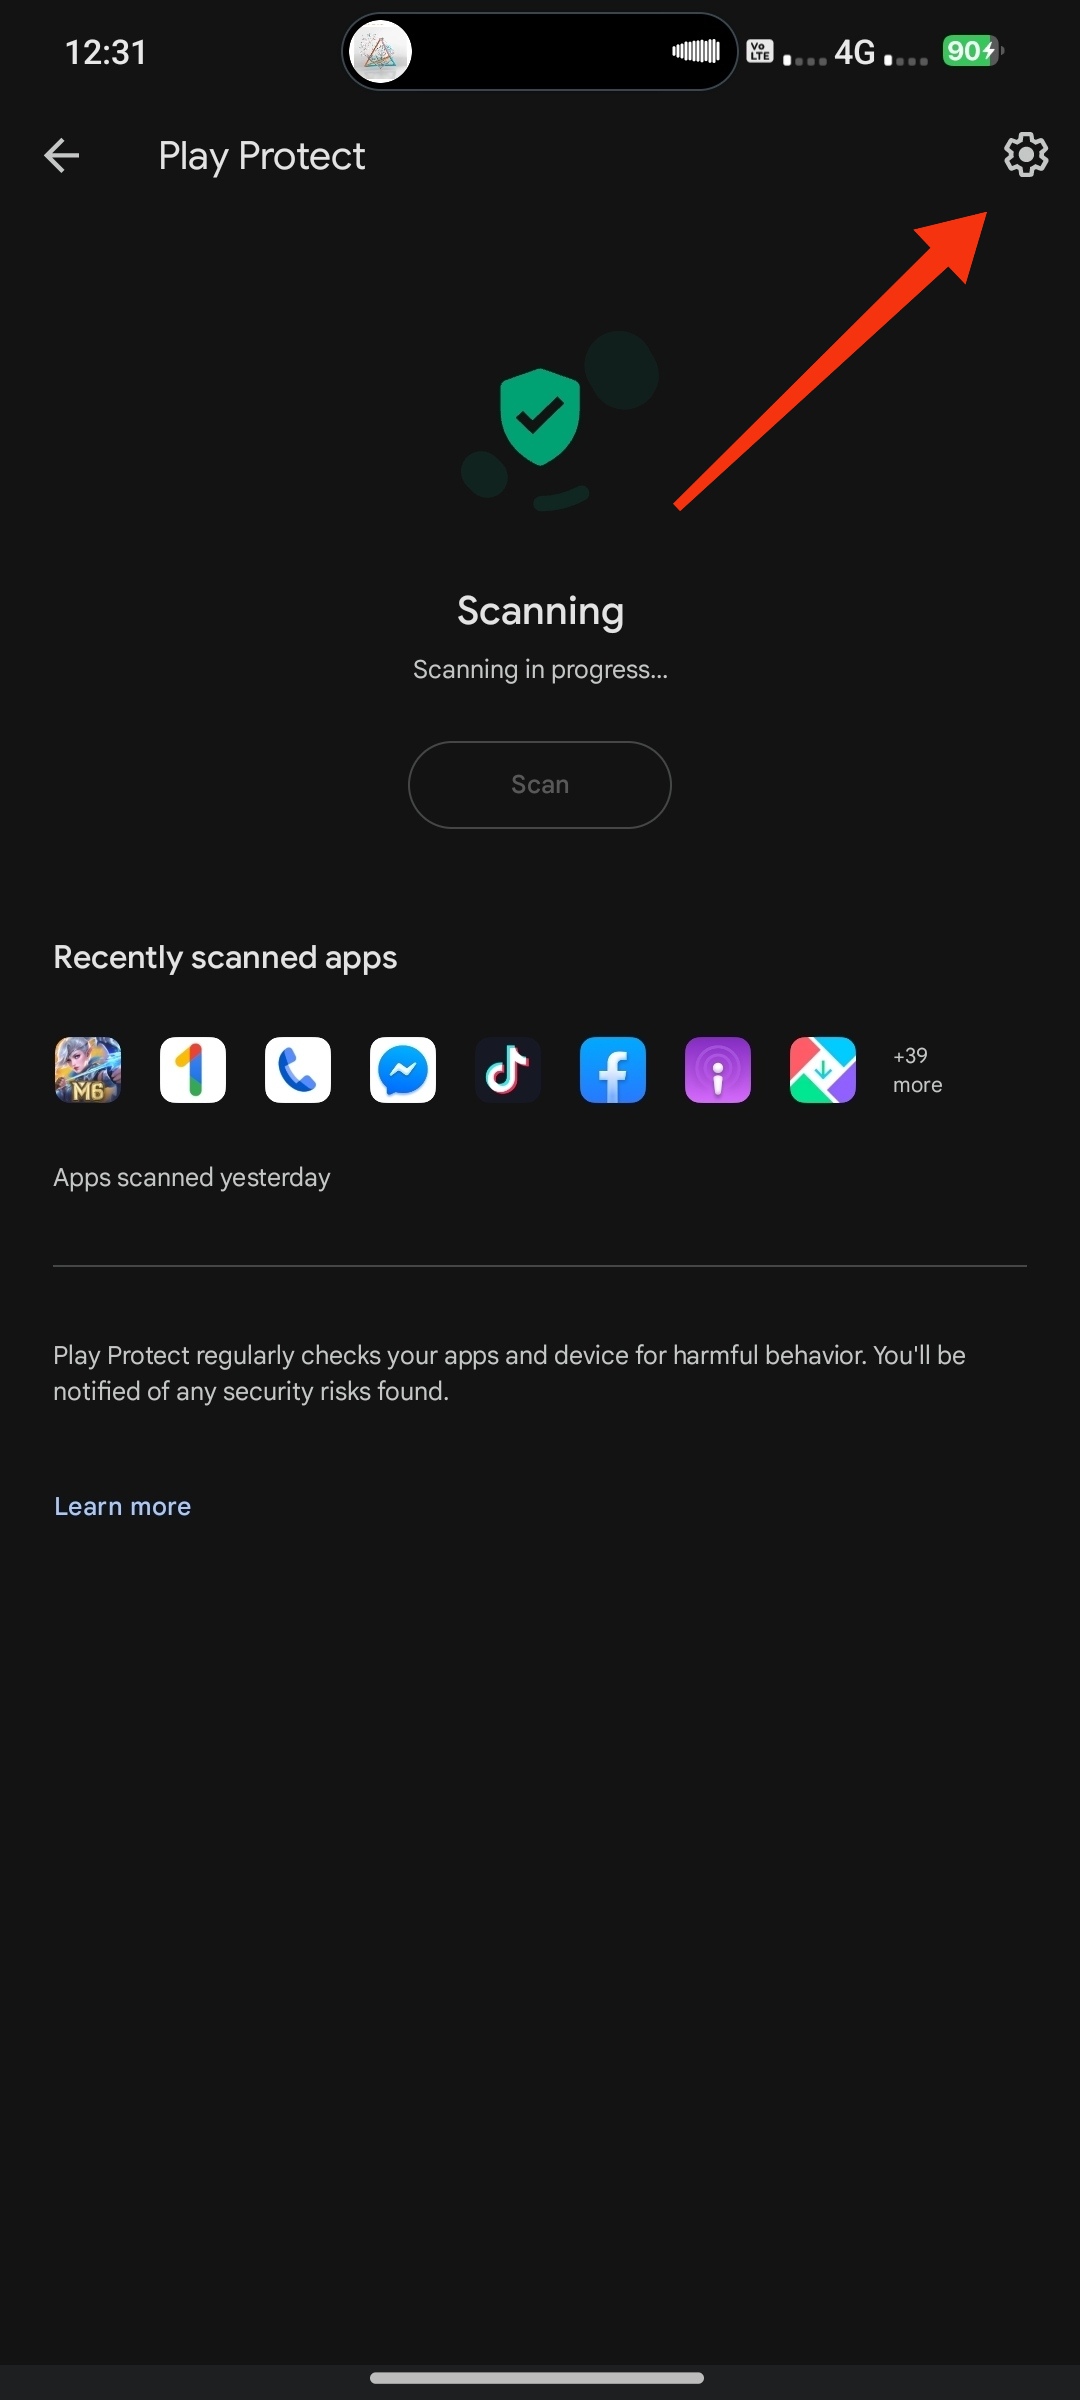 12:31
Vo LTE 4G 90
Play Protect
Scanning
Scanning in progress...
Scan
Recently scanned apps
M6
+39
more
Apps scanned yesterday
Play Protect regularly checks your apps and device for harmful behavior. You'll be
notified of any security risks found.
Learn more